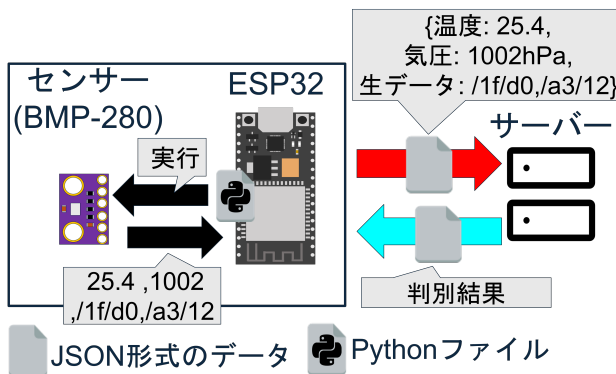 {温度: 25.4,
気圧: 1002hPa,
生データ: /1f/d0,/a3/12}
センサー
(BMP-280)
ESP32
サーバー
実行
25.4 ,1002
,/1f/d0,/a3/12
判別結果
JSON形式のデータ
Pythonファイル